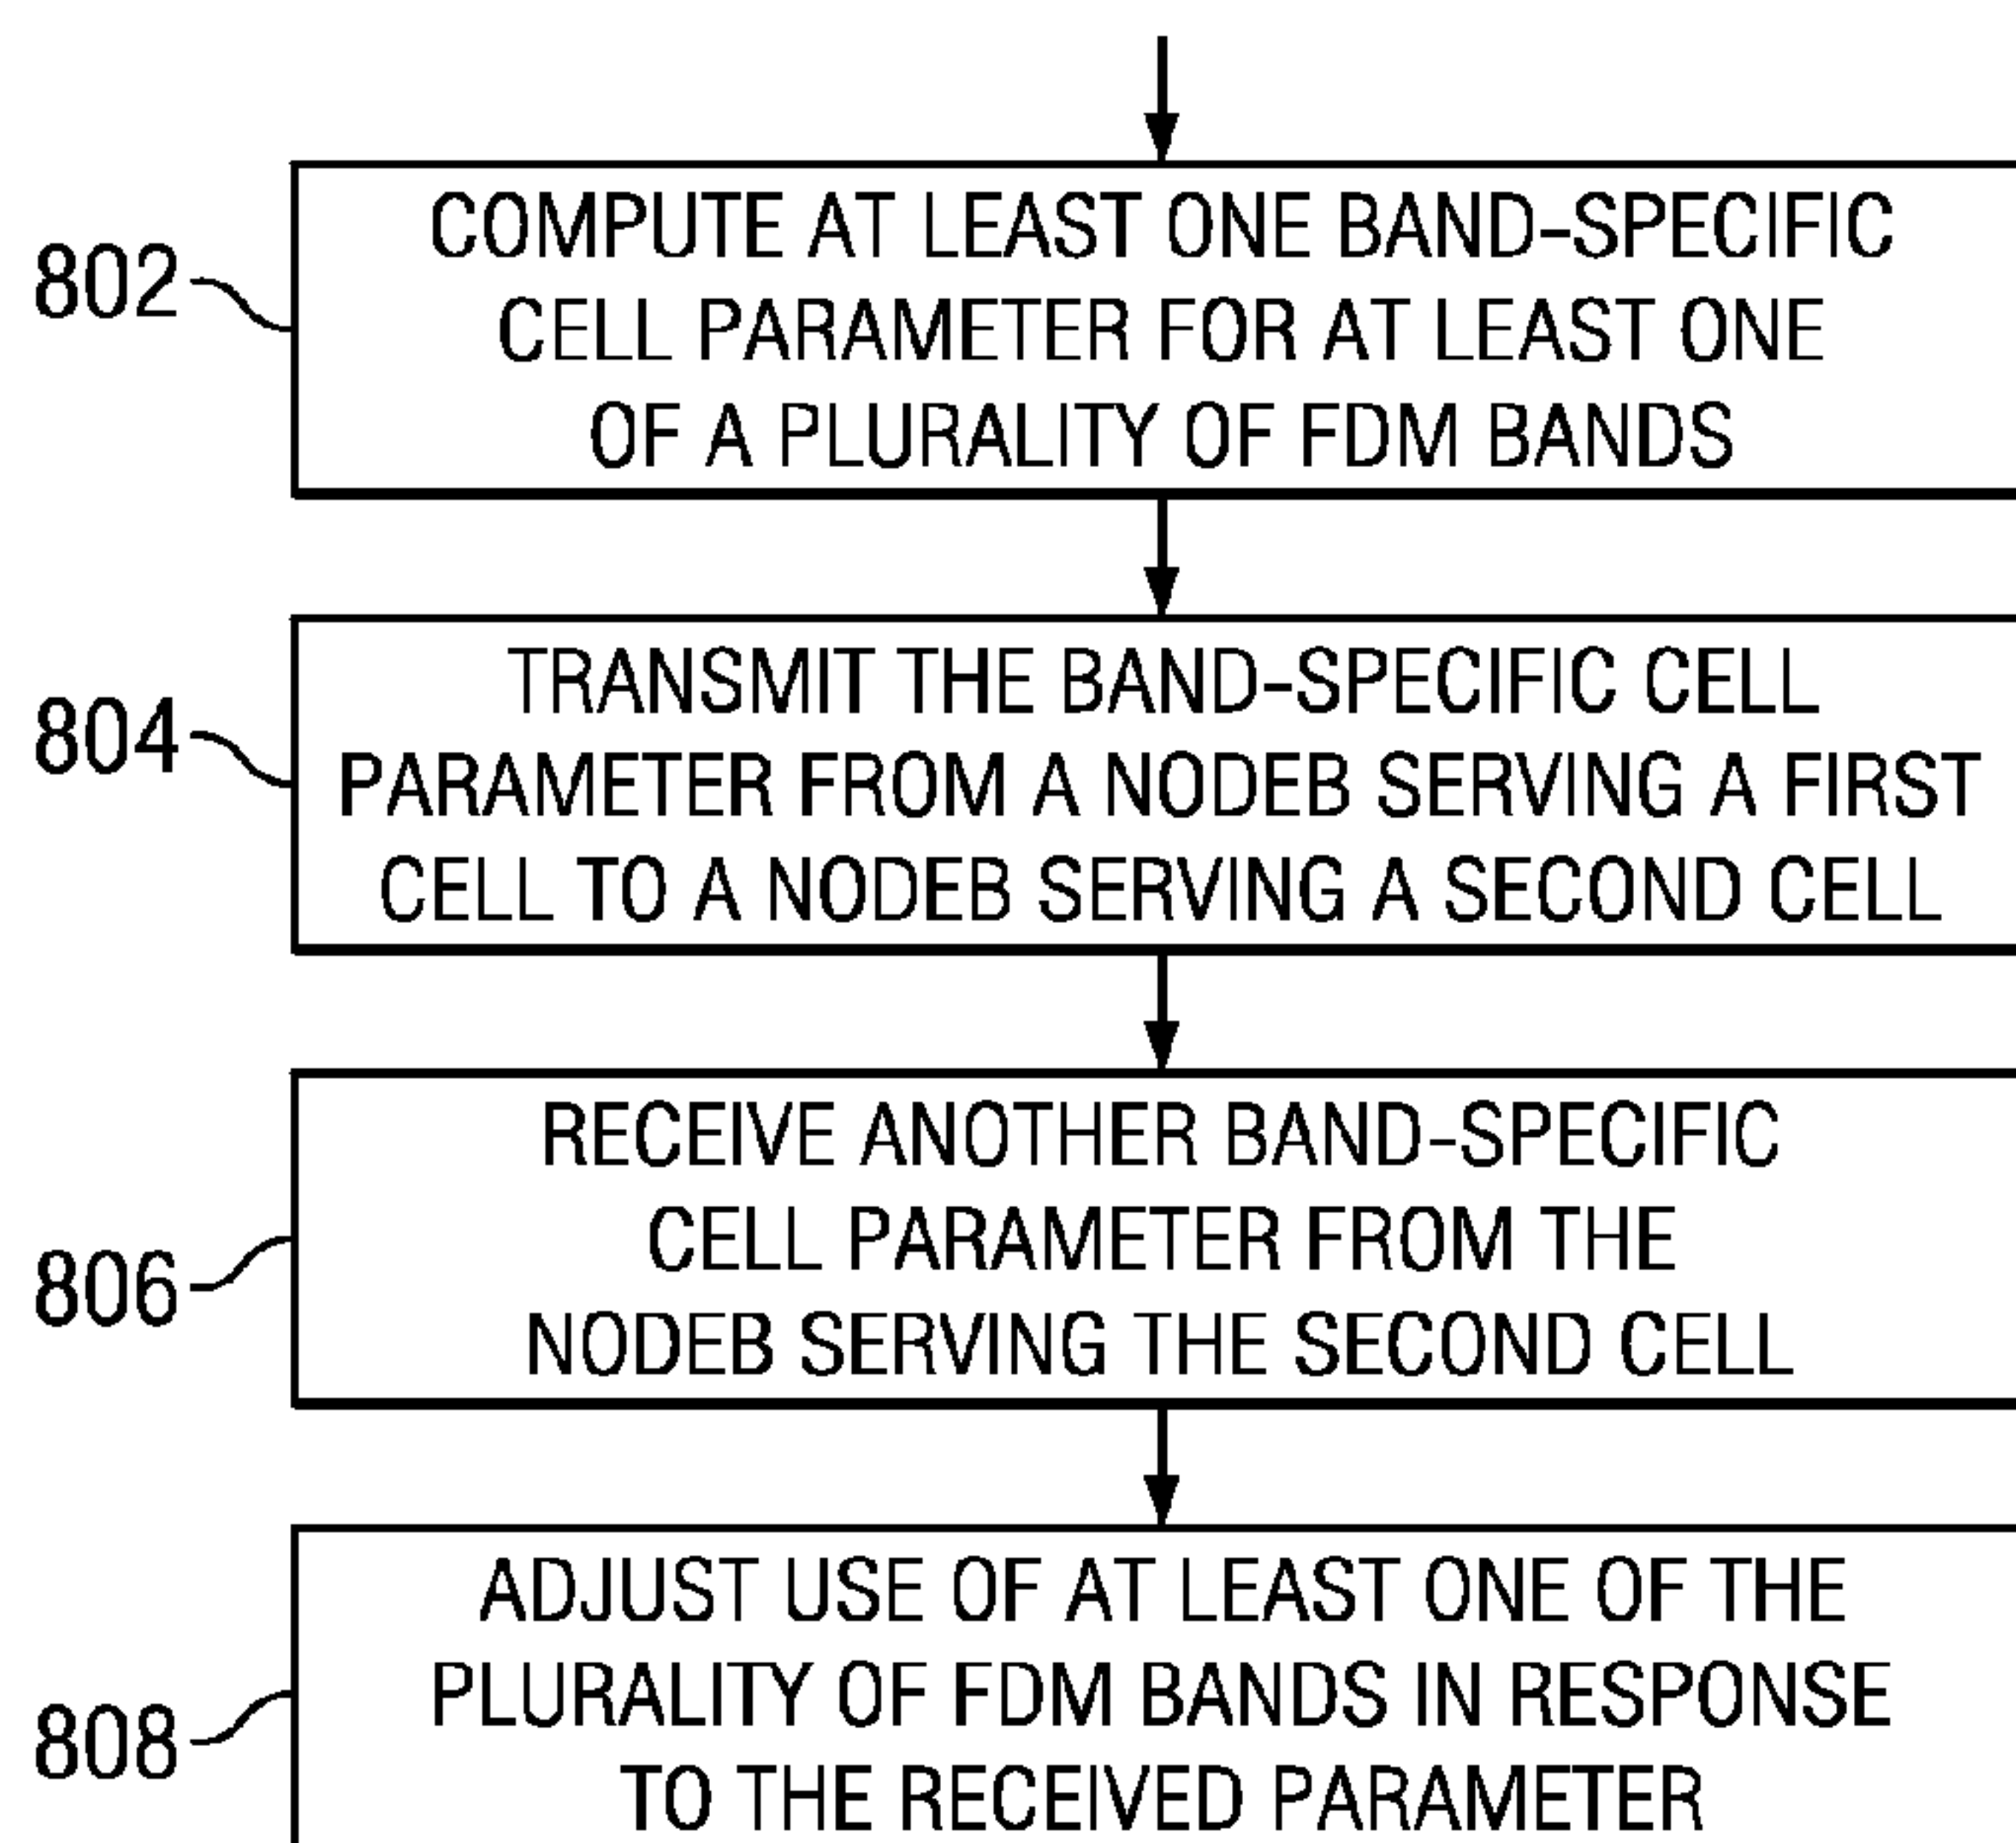 802
COMPUTE AT LEAST ONE BAND-SPECIFIC
CELL PARAMETER FOR AT LEAST ONE
OF A PLURALITY OF FDM BANDS
804
TRANSMIT THE BAND-SPECIFIC CELL
PARAMETER FROM A NODEB SERVING A FIRST
CELL TO A NODEB SERVING A SECOND CELL
806
RECEIVE ANOTHER BAND-SPECIFIC
CELL PARAMETER FROM THE
NODEB SERVING THE SECOND CELL
808
ADJUST USE OF AT LEAST ONE OF THE
PLURALITY OF FDM BANDS IN RESPONSE
TO THE RECEIVED PARAMETER